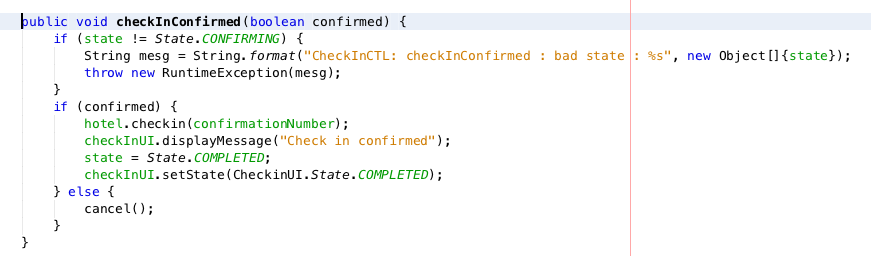 public void checkInConfirmed(boolean confirmed) {
    if (state != State.CONFIRMING) {
        String mesg = String.format("CheckInCTL: checkInConfirmed : bad state : %s", new Object[]{state});
        throw new RuntimeException(mesg);
    }
    if (confirmed) {
        hotel.checkin(confirmationNumber);
        checkInUI.displayMessage("Check in confirmed");
        state = State.COMPLETED;
        checkInUI.setState(CheckinUI.State.COMPLETED);
    } else {
        cancel();
    }
}